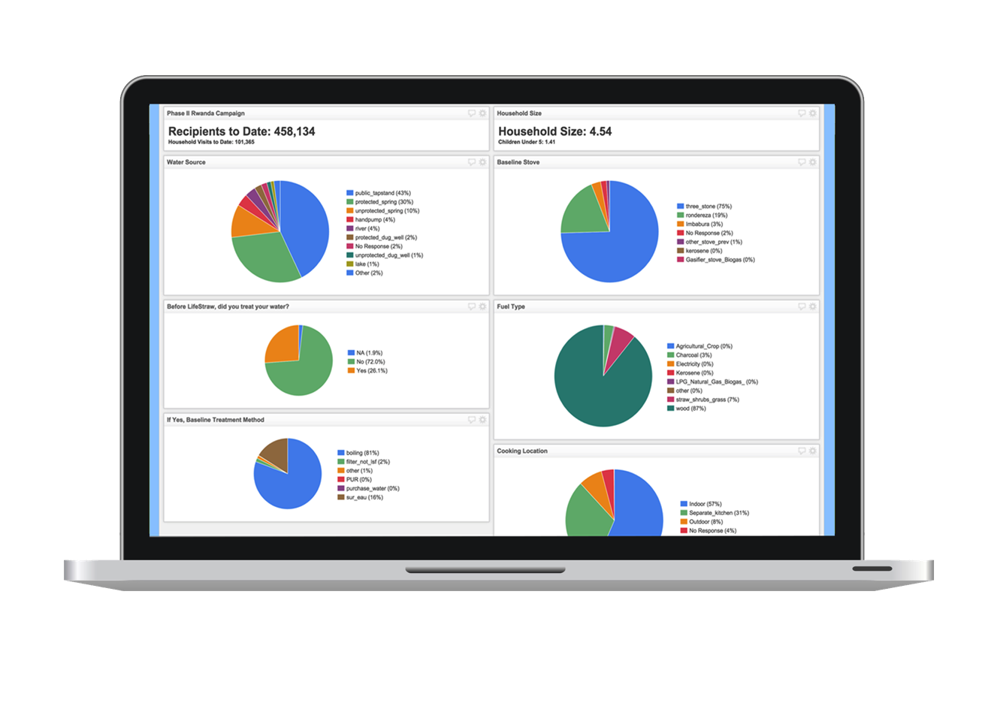 Phase II Rwanda Campaign
Recipients to Date: 458,134
Household Visits to Date: 101,365
Household Size
Household Size: 4.54
Children Under 5: 1.41
Water Source
public_tapstand (43%)
protected_spring (30%)
unprotected_spring (10%)
handpump (4%)
river (4%)
protected_dug_well (2%)
No Response (2%)
unprotected_dug_well (1%)
lake (1%)
Other (2%)
Baseline Stove
three_stone (75%)
rondereza (19%)
Imbabura (3%)
No Response (2%)
other_stove_prev (1%)
kerosene (0%)
Gasifier_stove_Biogas (0%)
Before LifeStraw, did you treat your water?
NA (1.9%)
No (72.0%)
Yes (26.1%)
Fuel Type
Agricultural_Crop (0%)
Charcoal (3%)
Electricity (0%)
Kerosene (0%)
LPG_Natural_Gas_Biogas_ (0%)
other (0%)
straw_shrubs_grass (7%)
wood (87%)
If Yes, Baseline Treatment Method
boiling (81%)
filter_not_lsf (2%)
other (1%)
PUR (0%)
purchase_water (0%)
sur_eau (16%)
Cooking Location
Indoor (57%)
Separate_kitchen (31%)
Outdoor (8%)
No Response (4%)